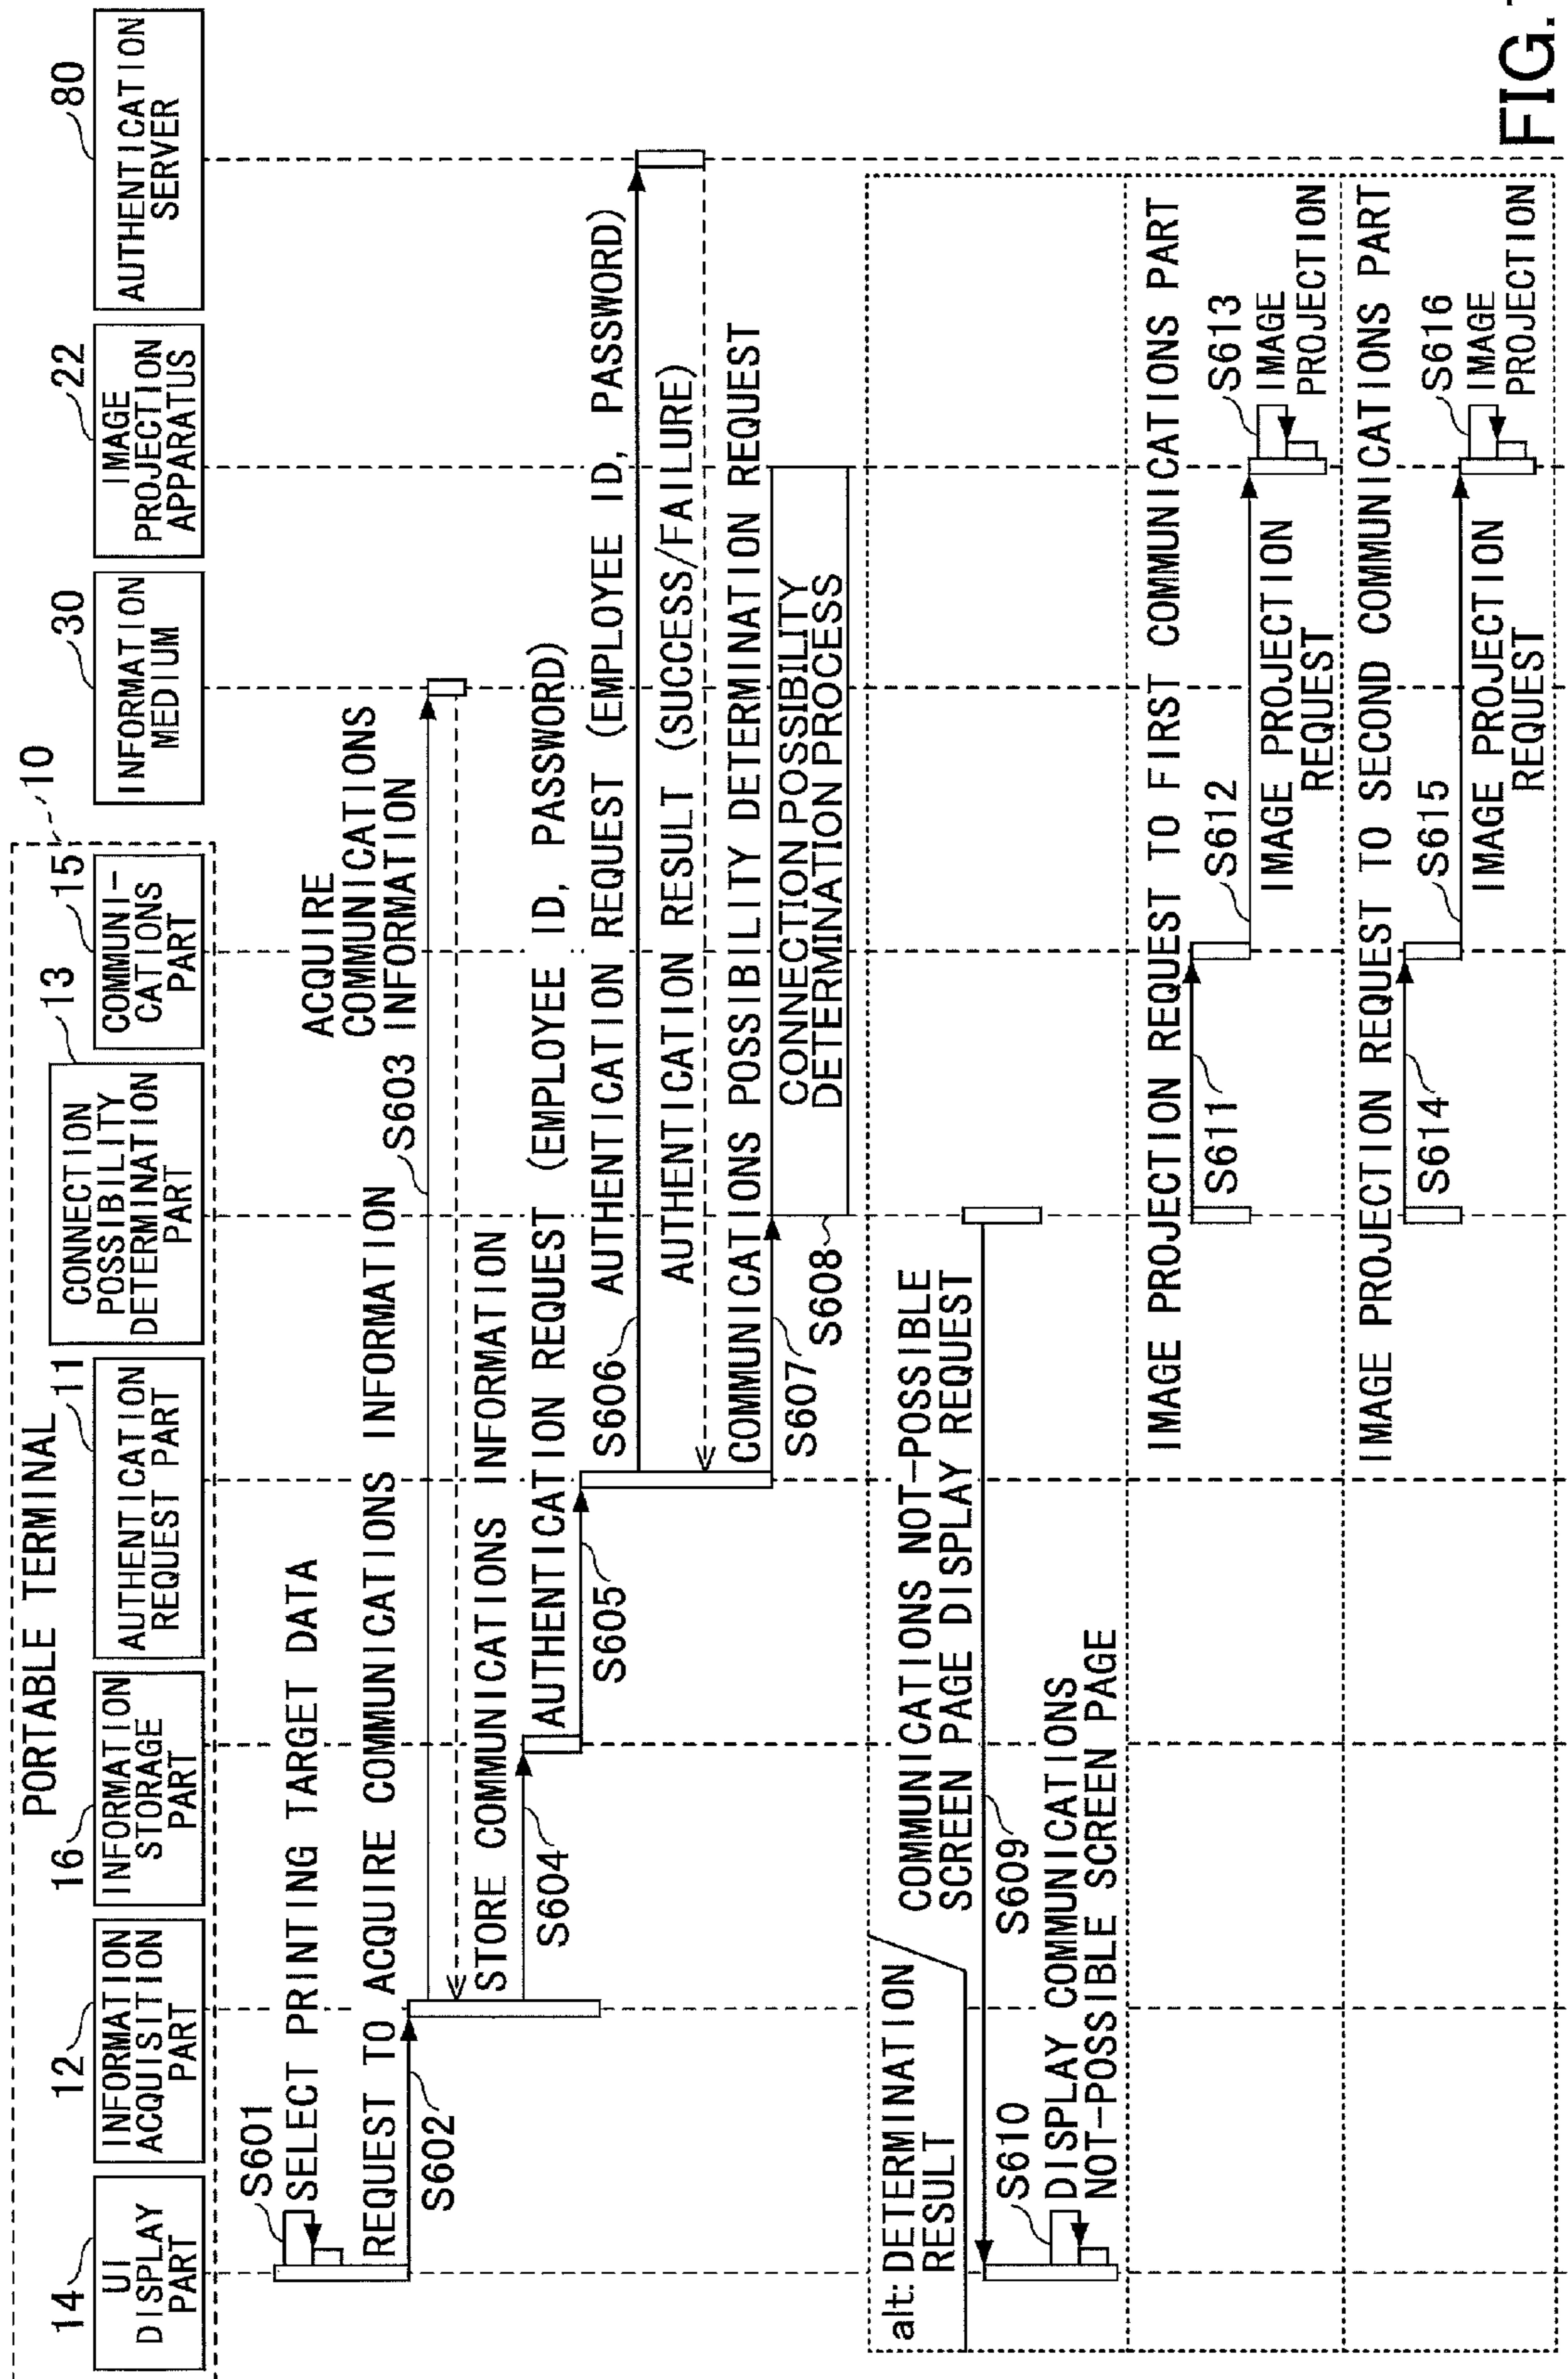 PORTABLE TERMINAL
10
14
UI
DISPLAY
PART
12
INFORMATION
ACQUISITION
PART
16
INFORMATION
STORAGE
PART
11
AUTHENTICATION
REQUEST PART
13
CONNECTION
POSSIBILITY
DETERMINATION
PART
15
COMMUNI-
CATIONS
PART
30
INFORMATION
MEDIUM
22
IMAGE
PROJECTION
APPARATUS
80
AUTHENTICATION
SERVER
S601
SELECT PRINTING TARGET DATA
REQUEST TO ACQUIRE COMMUNICATIONS INFORMATION
S602
ACQUIRE
COMMUNICATIONS
S603 INFORMATION
STORE COMMUNICATIONS INFORMATION
S604
AUTHENTICATION REQUEST (EMPLOYEE ID, PASSWORD)
S605
S606
AUTHENTICATION REQUEST (EMPLOYEE ID, PASSWORD)
AUTHENTICATION RESULT (SUCCESS/FAILURE)
COMMUNICATIONS POSSIBILITY DETERMINATION REQUEST
S607
S608
CONNECTION POSSIBILITY
DETERMINATION PROCESS
alt: DETERMINATION
RESULT
COMMUNICATIONS NOT-POSSIBLE
SCREEN PAGE DISPLAY REQUEST
S609
S610
DISPLAY COMMUNICATIONS
NOT-POSSIBLE SCREEN PAGE
IMAGE PROJECTION REQUEST TO FIRST COMMUNICATIONS PART
S611
S612
IMAGE PROJECTION
REQUEST
S613
IMAGE
PROJECTION
IMAGE PROJECTION REQUEST TO SECOND COMMUNICATIONS PART
S614
S615
IMAGE PROJECTION
REQUEST
S616
IMAGE
PROJECTION
FIG.